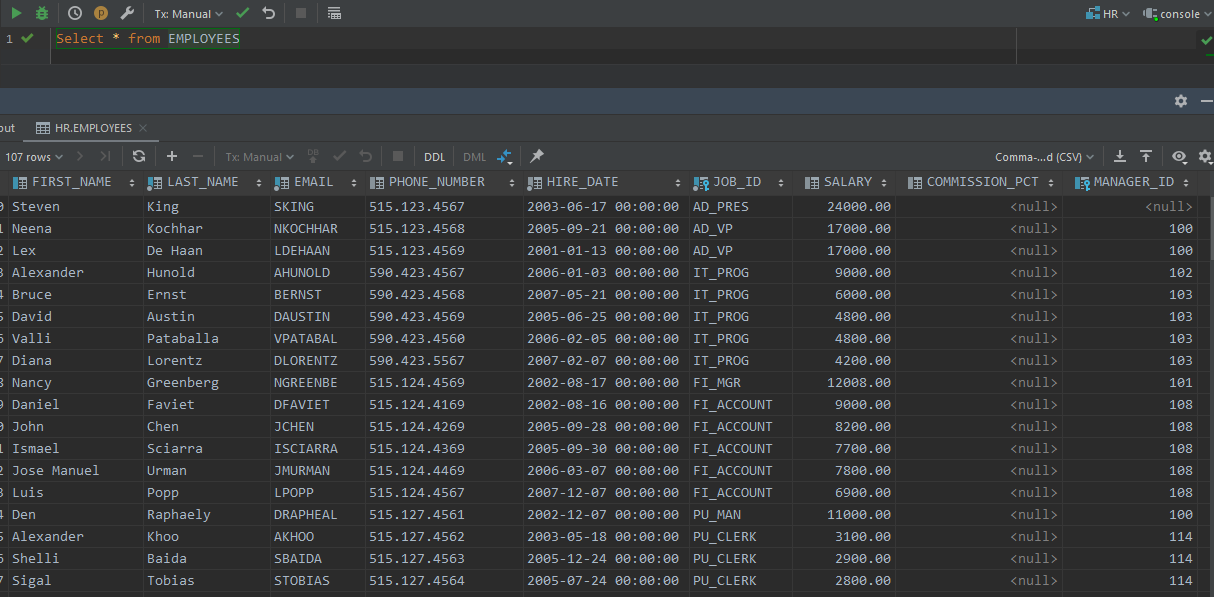 Tx: Manual HR console
1 Select * from EMPLOYEES
out HR.EMPLOYEES
107 rows Tx: Manual DB DDL DML Comma-...d (CSV)
FIRST_NAME LAST_NAME EMAIL PHONE_NUMBER HIRE_DATE JOB_ID SALARY COMMISSION_PCT MANAGER_ID
0 Steven King SKING 515.123.4567 2003-06-17 00:00:00 AD_PRES 24000.00 <null> <null>
1 Neena Kochhar NKOCHHAR 515.123.4568 2005-09-21 00:00:00 AD_VP 17000.00 <null> 100
2 Lex De Haan LDEHAAN 515.123.4569 2001-01-13 00:00:00 AD_VP 17000.00 <null> 100
3 Alexander Hunold AHUNOLD 590.423.4567 2006-01-03 00:00:00 IT_PROG 9000.00 <null> 102
4 Bruce Ernst BERNST 590.423.4568 2007-05-21 00:00:00 IT_PROG 6000.00 <null> 103
5 David Austin DAUSTIN 590.423.4569 2005-06-25 00:00:00 IT_PROG 4800.00 <null> 103
6 Valli Pataballa VPATABAL 590.423.4560 2006-02-05 00:00:00 IT_PROG 4800.00 <null> 103
7 Diana Lorentz DLORENTZ 590.423.5567 2007-02-07 00:00:00 IT_PROG 4200.00 <null> 103
8 Nancy Greenberg NGREENBE 515.124.4569 2002-08-17 00:00:00 FI_MGR 12008.00 <null> 101
9 Daniel Faviet DFAVIET 515.124.4169 2002-08-16 00:00:00 FI_ACCOUNT 9000.00 <null> 108
0 John Chen JCHEN 515.124.4269 2005-09-28 00:00:00 FI_ACCOUNT 8200.00 <null> 108
1 Ismael Sciarra ISCIARRA 515.124.4369 2005-09-30 00:00:00 FI_ACCOUNT 7700.00 <null> 108
2 Jose Manuel Urman JMURMAN 515.124.4469 2006-03-07 00:00:00 FI_ACCOUNT 7800.00 <null> 108
3 Luis Popp LPOPP 515.124.4567 2007-12-07 00:00:00 FI_ACCOUNT 6900.00 <null> 108
4 Den Raphaely DRAPHEAL 515.127.4561 2002-12-07 00:00:00 PU_MAN 11000.00 <null> 100
5 Alexander Khoo AKHOO 515.127.4562 2003-05-18 00:00:00 PU_CLERK 3100.00 <null> 114
6 Shelli Baida SBAIDA 515.127.4563 2005-12-24 00:00:00 PU_CLERK 2900.00 <null> 114
7 Sigal Tobias STOBIAS 515.127.4564 2005-07-24 00:00:00 PU_CLERK 2800.00 <null> 114